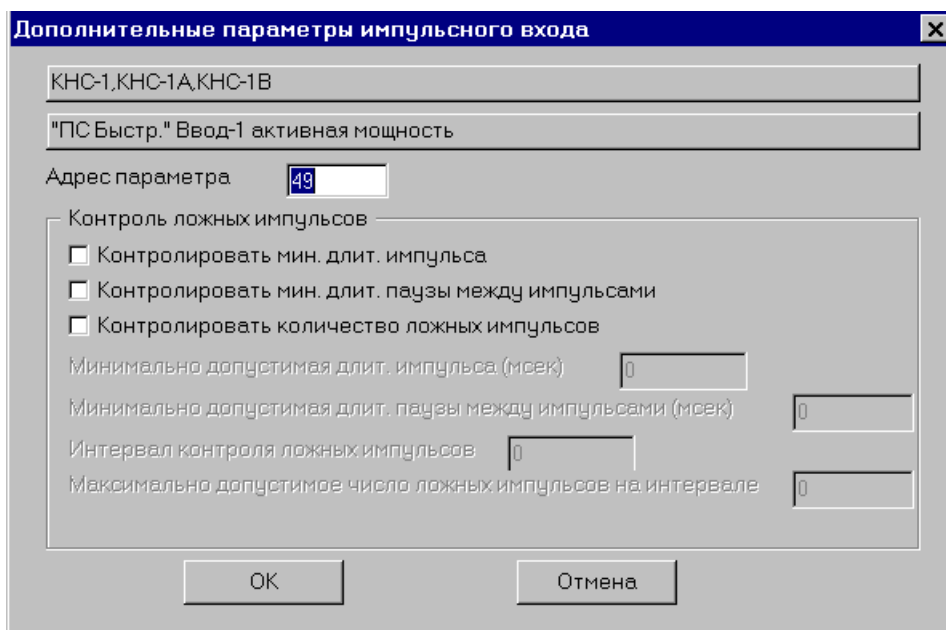 Дополнительные параметры импульсного входа
КНС-1,КНС-1А,КНС-1В
"ПС Быстр." Ввод-1 активная мощность
Адрес параметра 49
Контроль ложных импульсов
Контролировать мин. длит. импульса
Контролировать мин. длит. паузы между импульсами
Контролировать количество ложных импульсов
Минимально допустимая длит. импульса (мсек) 0
Минимально допустимая длит. паузы между импульсами (мсек) 0
Интервал контроля ложных импульсов 0
Максимально допустимое число ложных импульсов на интервале 0
ОК Отмена